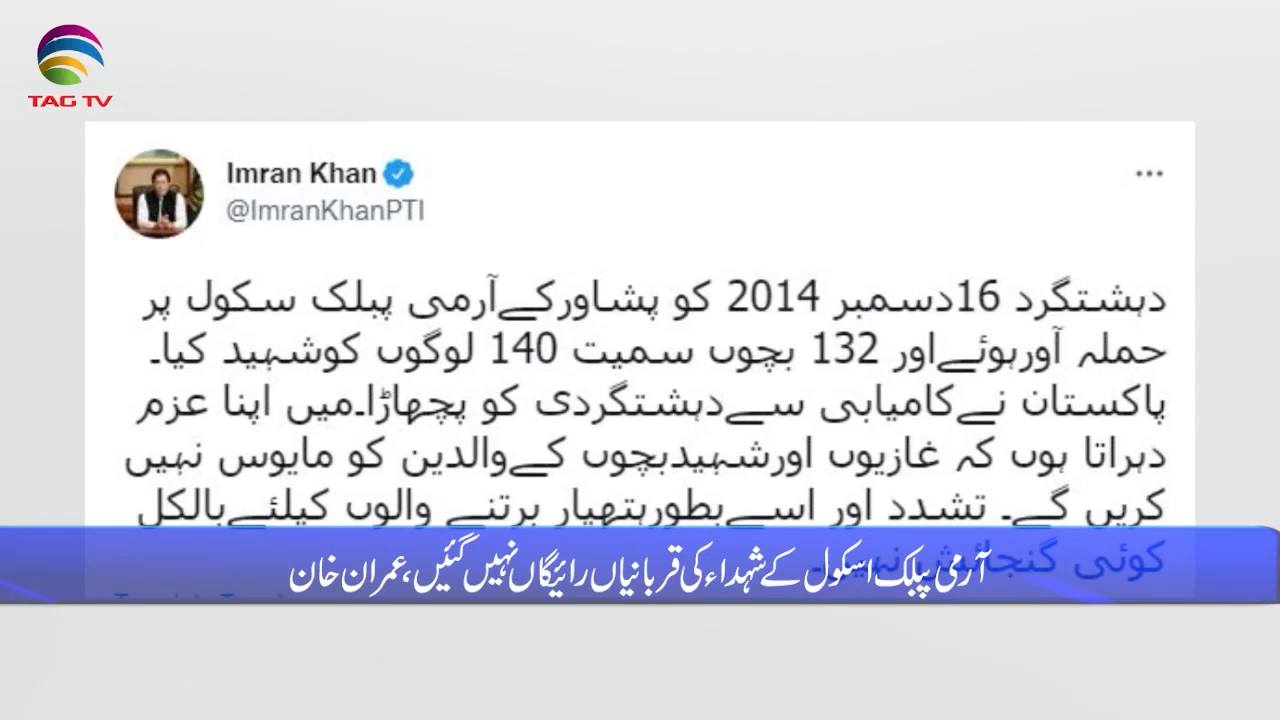 TAG TV
Imran Khan
@ImranKhanPTI
دہشتگرد 16دسمبر 2014 کو پشاورکےآرمی پبلک سکول پر
حملہ آورہوئےاور 132 بچوں سمیت 140 لوگوں کوشہید کیا۔
پاکستان نےکامیابی سےدہشتگردی کو پچھاڑا۔میں اپنا عزم
دہراتا ہوں کہ غازیوں اورشہیدبچوں کےوالدین کو مایوس نہیں
کریں گے۔ تشدد اور اسےبطورہتھیار برتنے والوں کیلئےبالکل
کوئی گنجائش نہیں۔
آرمی پبلک اسکول کے شہداء کی قربانیاں رائیگاں نہیں گئیں، عمران خان